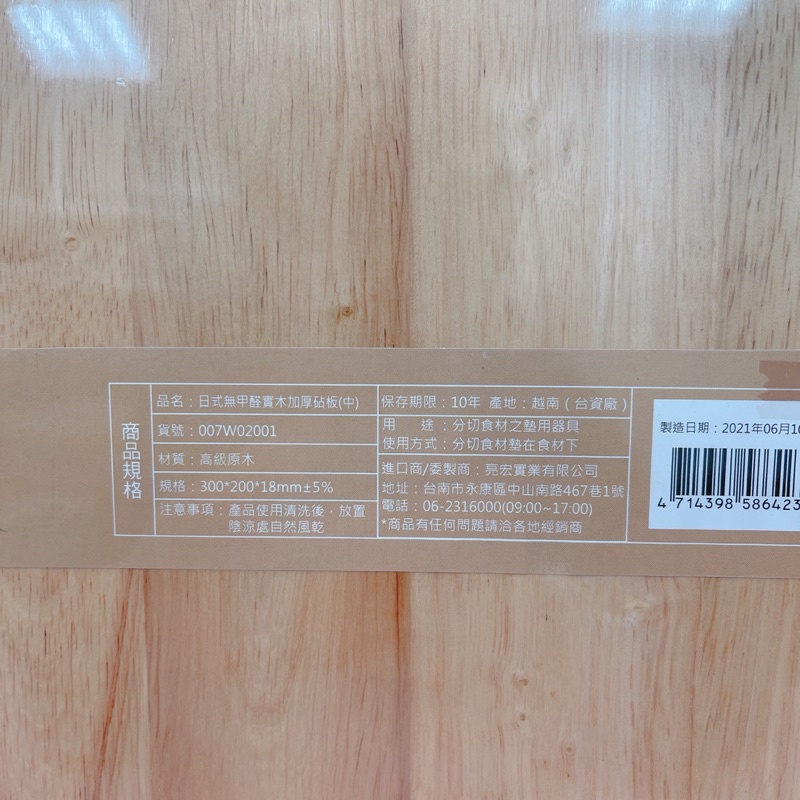 商品規格
品名：日式無甲醛實木加厚砧板(中)
貨號：007W02001
材質：高級原木
規格：300*200*18mm±5%
注意事項：產品使用清洗後，放置
陰涼處自然風乾
保存期限：10年 產地：越南（台資廠）
用 途：分切食材之墊用器具
使用方式：分切食材墊在食材下
進口商/委製商：亮宏實業有限公司
地址：台南市永康區中山南路467巷1號
電話：06-2316000(09:00~17:00)
*商品有任何問題請洽各地經銷商
製造日期：2021年06月10
4 714398 586423